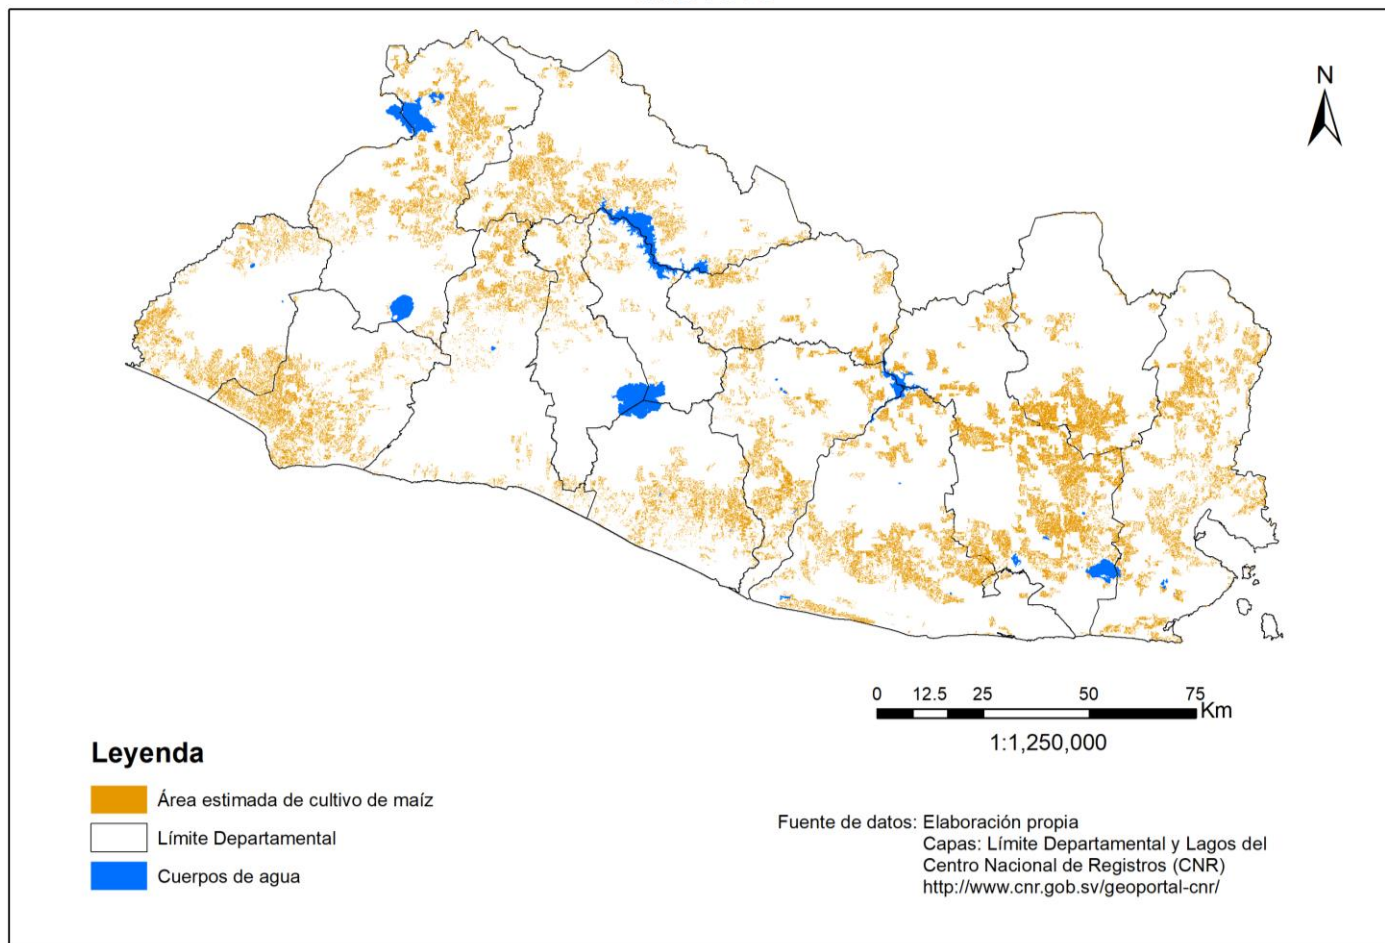 N
0 12.5 25 50 75
Km
1:1,250,000
Leyenda
Área estimada de cultivo de maíz
Límite Departamental
Cuerpos de agua
Fuente de datos: Elaboración propia
Capas: Límite Departamental y Lagos del
Centro Nacional de Registros (CNR)
http://www.cnr.gob.sv/geoportal-cnr/